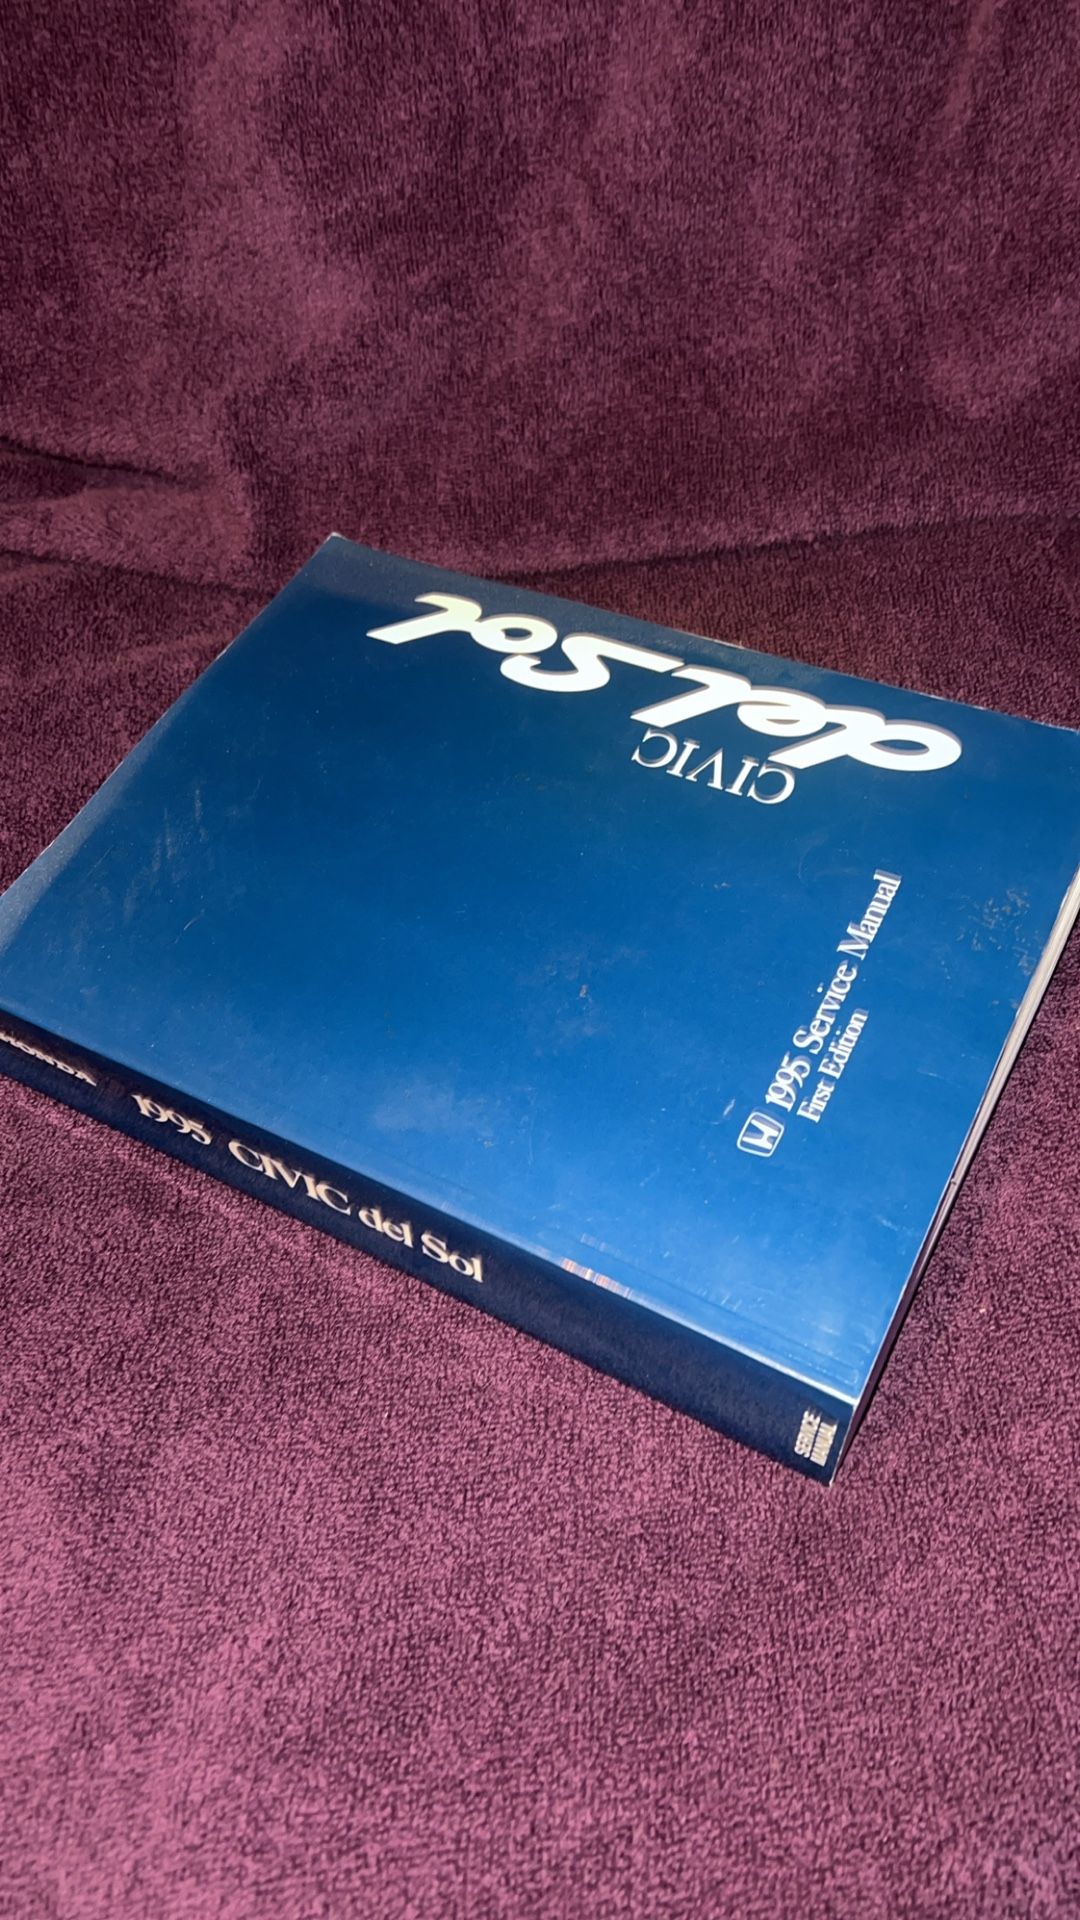 del Sol
CIVIC
1995 Service Manual
First Edition
HONDA
1995 CIVIC del Sol
SERVICE
MANUAL